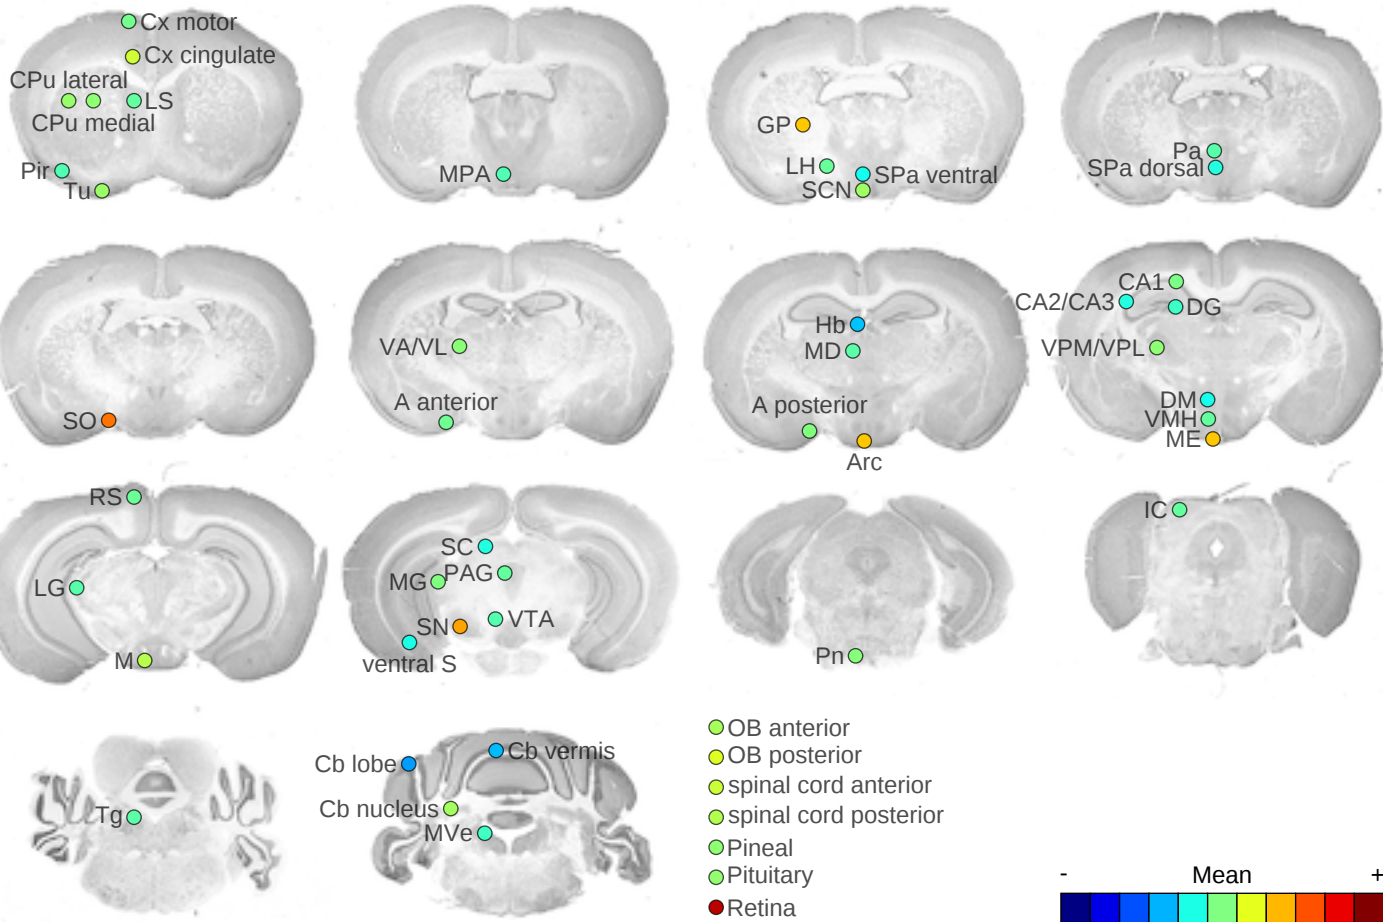 Cx motor
Cx cingulate
CPu lateral
LS
CPu medial
Pir
Tu
MPA
GP
LH
SPa ventral
SCN
Pa
SPa dorsal
SO
VA/VL
A anterior
Hb
MD
A posterior
Arc
CA1
CA2/CA3
DG
VPM/VPL
DM
VMH
ME
RS
LG
M
SC
MG
PAG
SN
VTA
ventral S
Pn
IC
Tg
Cb lobe
Cb vermis
Cb nucleus
MVe
OB anterior
OB posterior
spinal cord anterior
spinal cord posterior
Pineal
Pituitary
Retina
- Mean +